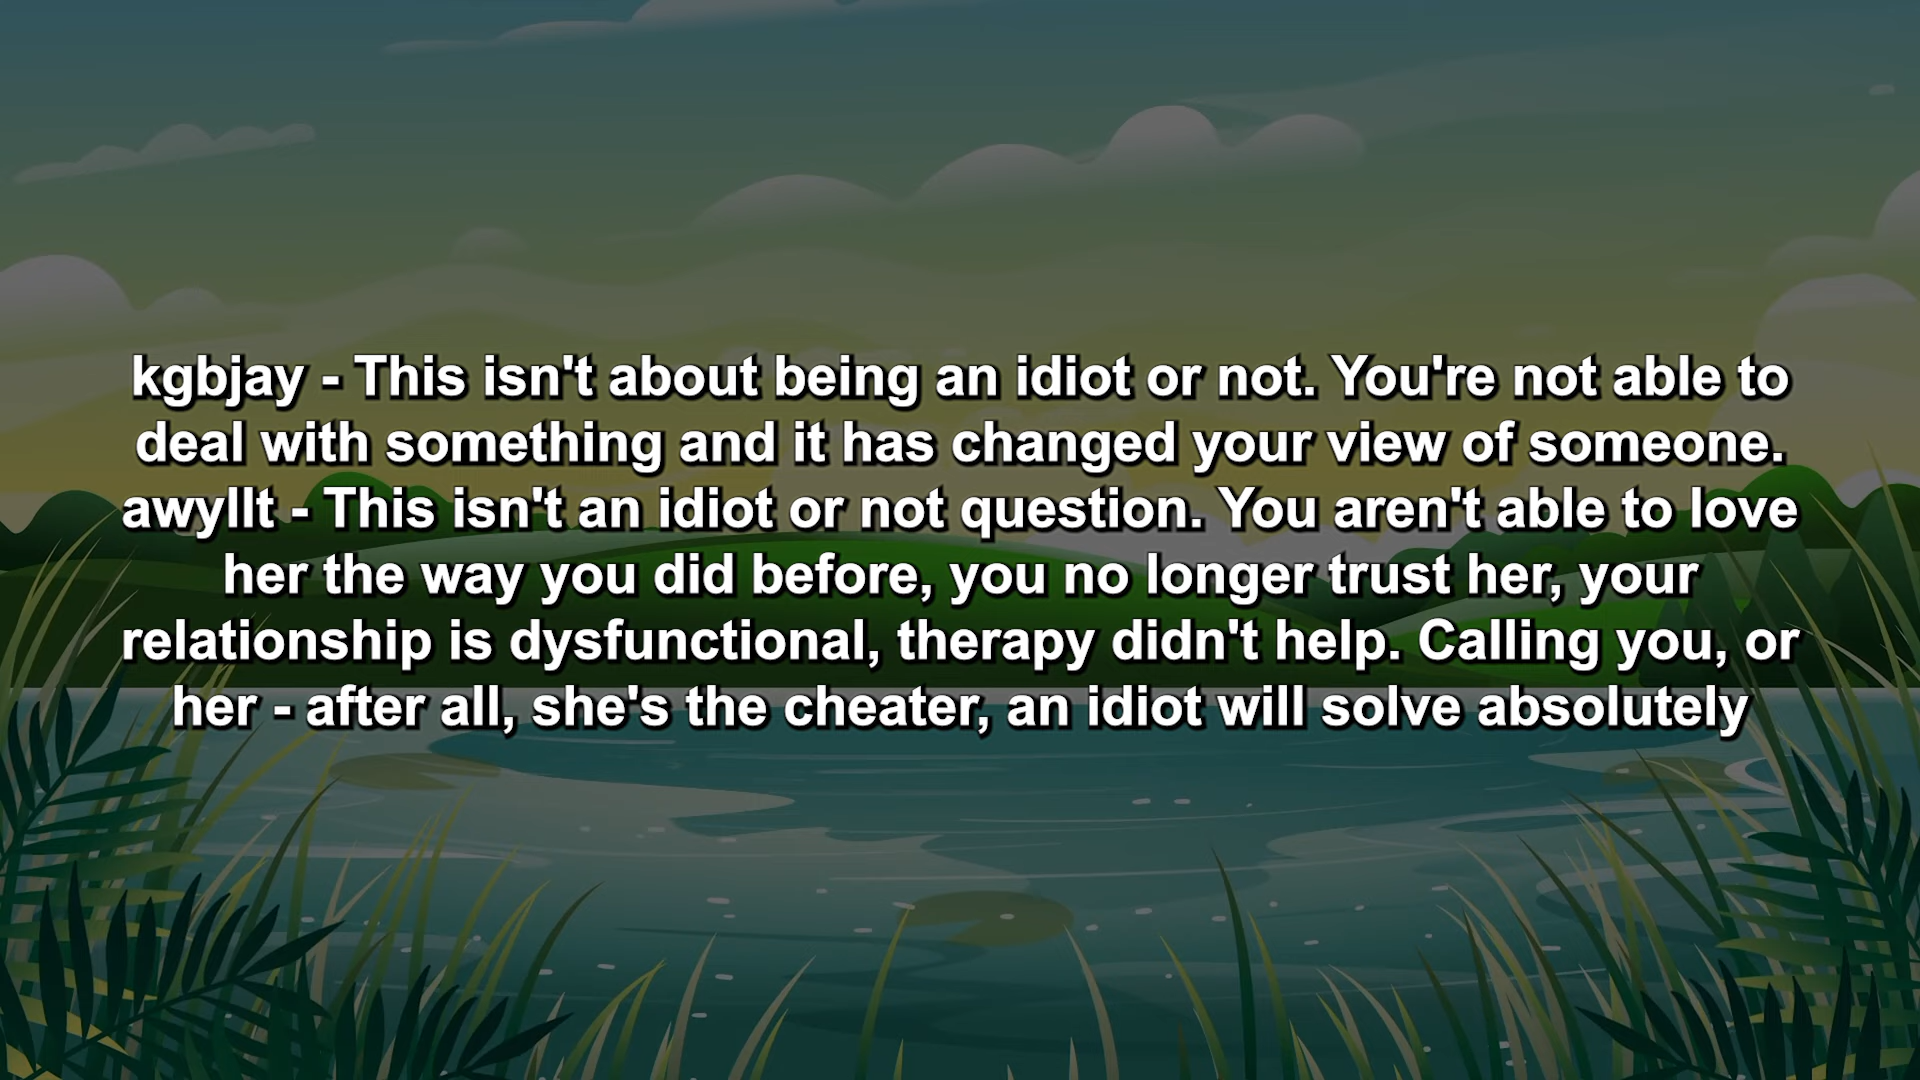 kgbjay - This isn't about being an idiot or not. You're not able to
deal with something and it has changed your view of someone.
awyllt - This isn't an idiot or not question. You aren't able to love
her the way you did before, you no longer trust her, your
relationship is dysfunctional, therapy didn't help. Calling you, or
her - after all, she's the cheater, an idiot will solve absolutely